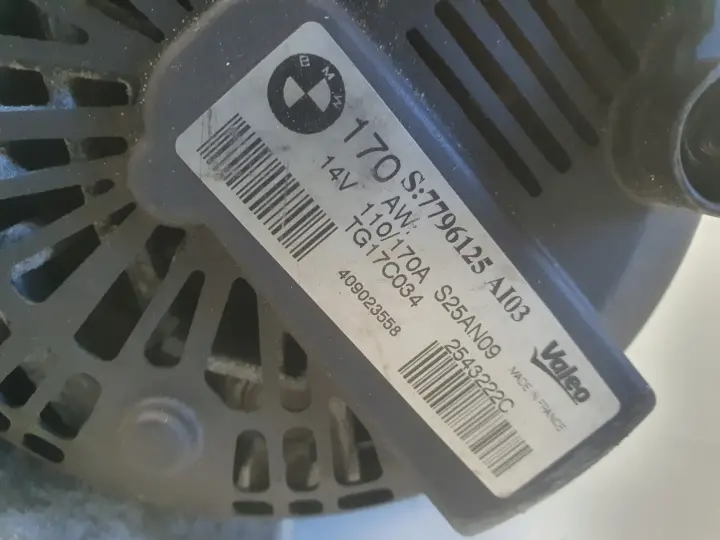 BMW
170 S:7796125 AI03
AW:
14V 110/170A S25AN09
TG17C034 2543222C
409023558
Valeo
MADE IN FRANCE